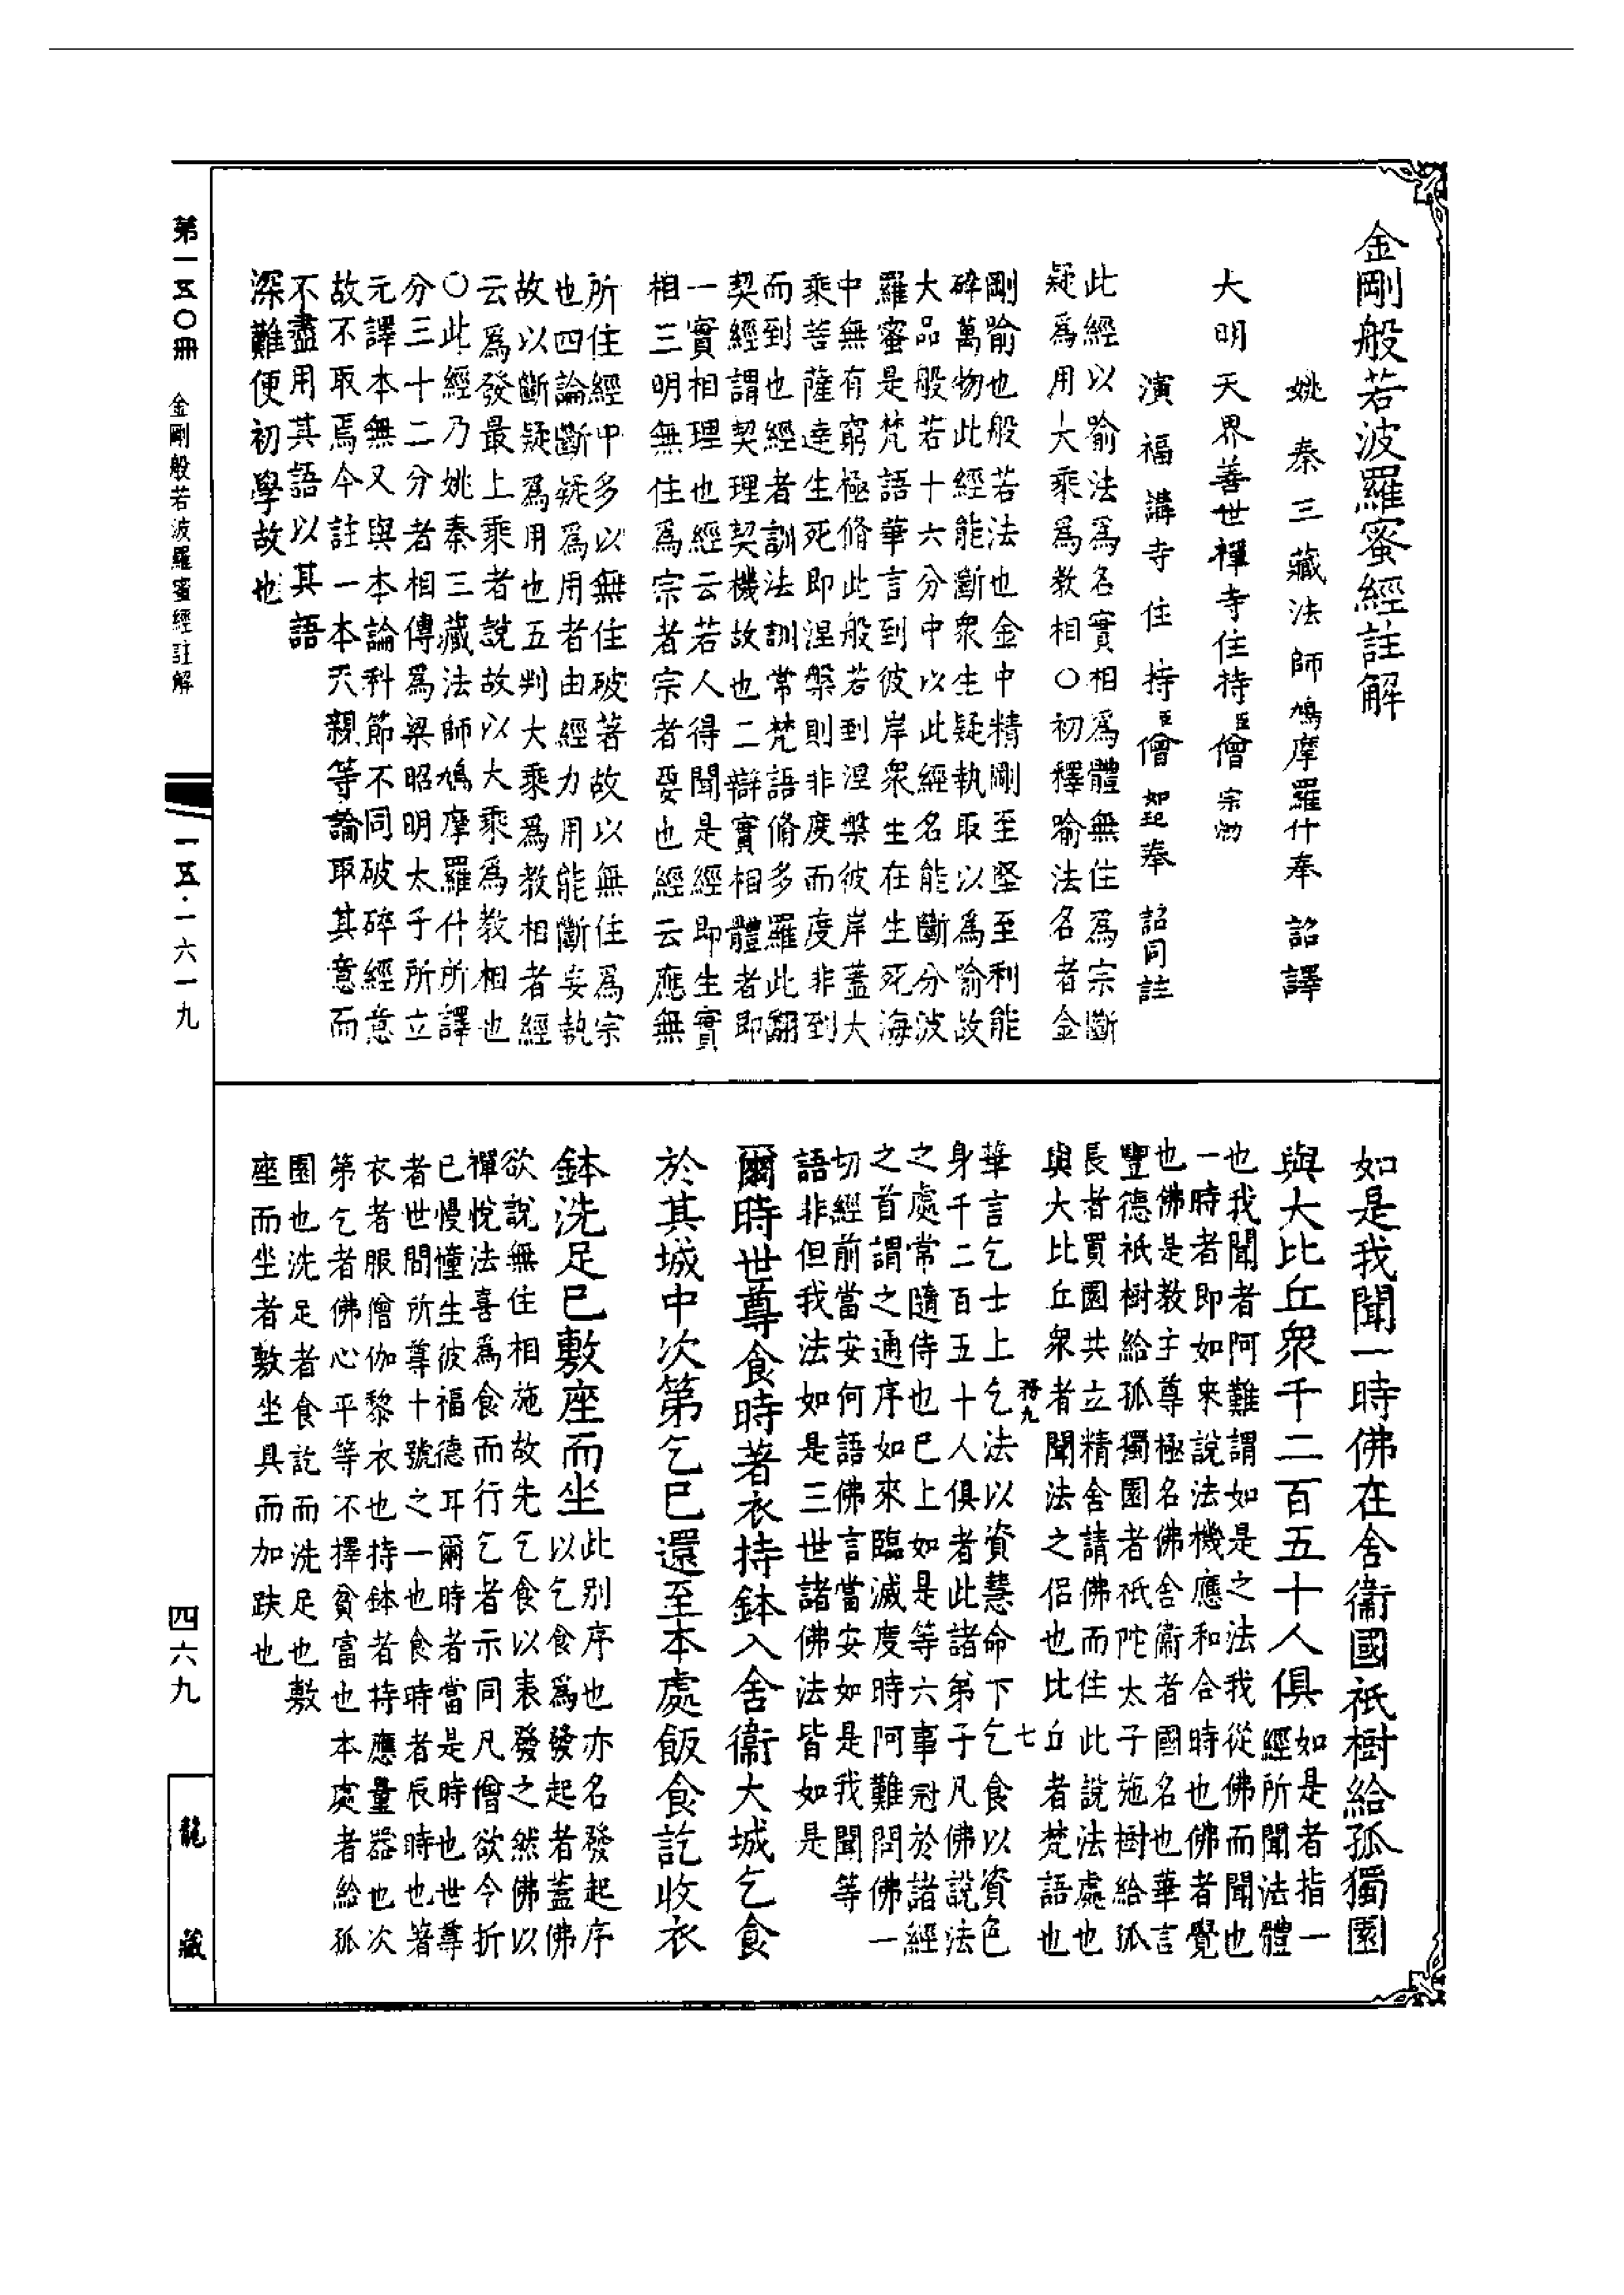 金剛般若波羅蜜經註解
姚秦三藏法師鳩摩羅什奉 詔譯
大明天界善世禪寺住持臣僧宗泐
演福講寺住持臣僧如玘奉 詔同註
此經以喻法爲名實相爲體無住爲宗斷
疑爲用大乘爲教相○初釋喻法名者金
剛喻也般若法也金中精剛至堅至利能
碎萬物此經能斷衆生疑執取以爲喻故
大品般若十六分中以此經名能斷分波
羅蜜是梵語華言到彼岸衆生在生死海
中無有窮極脩此般若到涅槃彼岸蓋大
乘菩薩達生死即涅槃則非度而度非到
而到也經者訓法訓常梵語脩多羅此翻
契經謂契理契機故也二辯實相體者即
一實相理也經云若人得聞是經即生實
相三明無住爲宗者宗者要也經云應無
所住經中多以無住破著故以無住爲宗
也四論斷疑爲用者由經力用能斷妄執
故以斷疑爲用也五判大乘爲教相者經
云爲發最上乘者說故以大乘爲教相也
○此經乃姚秦三藏法師鳩摩羅什所譯
分三十二分者相傳爲梁昭明太子所立
元譯本無又與本論科節不同破碎經意
故不取焉今註一本天親等論取其意而
不盡用其語以其語
深難便初學故也
如是我聞一時佛在舍衞國祇樹給孤獨園
與大比丘衆千二百五十人俱如是者指一
經所聞法體
也我聞者阿難謂如是之法我從佛而聞也
一時者即如來說法機應和合時也佛者覺
也佛是教主尊極名佛舍衞者國名也華言
豐德祇樹給孤獨園者祇陀太子施樹給孤
長者買園共立精舍請佛而住此說法處也
與大比丘衆者聞法之侶也比丘者梵語也
務九 七
華言乞士上乞法以資慧命下乞食以資色
身千二百五十人俱者此諸弟子凡佛說法
之處常隨侍也已上如是等六事冠於諸經
之首謂之通序如來臨滅度時阿難問佛一
切經前當安何語佛言當安如是我聞等
語非但我法如是三世諸佛法皆如是
爾時世尊食時著衣持鉢入舍衞大城乞食
於其城中次第乞已還至本處飯食訖收衣
鉢洗足已敷座而坐此別序也亦名發起序
以乞食爲發起者蓋佛
欲說無住相施故先乞食以表發之然佛以
禪悅法喜爲食而行乞者示同凡僧欲令折
已慢憧生彼福德耳爾時者當是時也世尊
者世間所尊十號之一也食時者辰時也著
衣者服僧伽黎衣也持鉢者持應量器也次
第乞者佛心平等不擇貧富也本處者給孤
園也洗足者食訖而洗足也敷
座而坐者敷坐具而加趺也
第一五〇冊 金剛般若波羅蜜經註解
一五·一六一九
四六九
龍藏